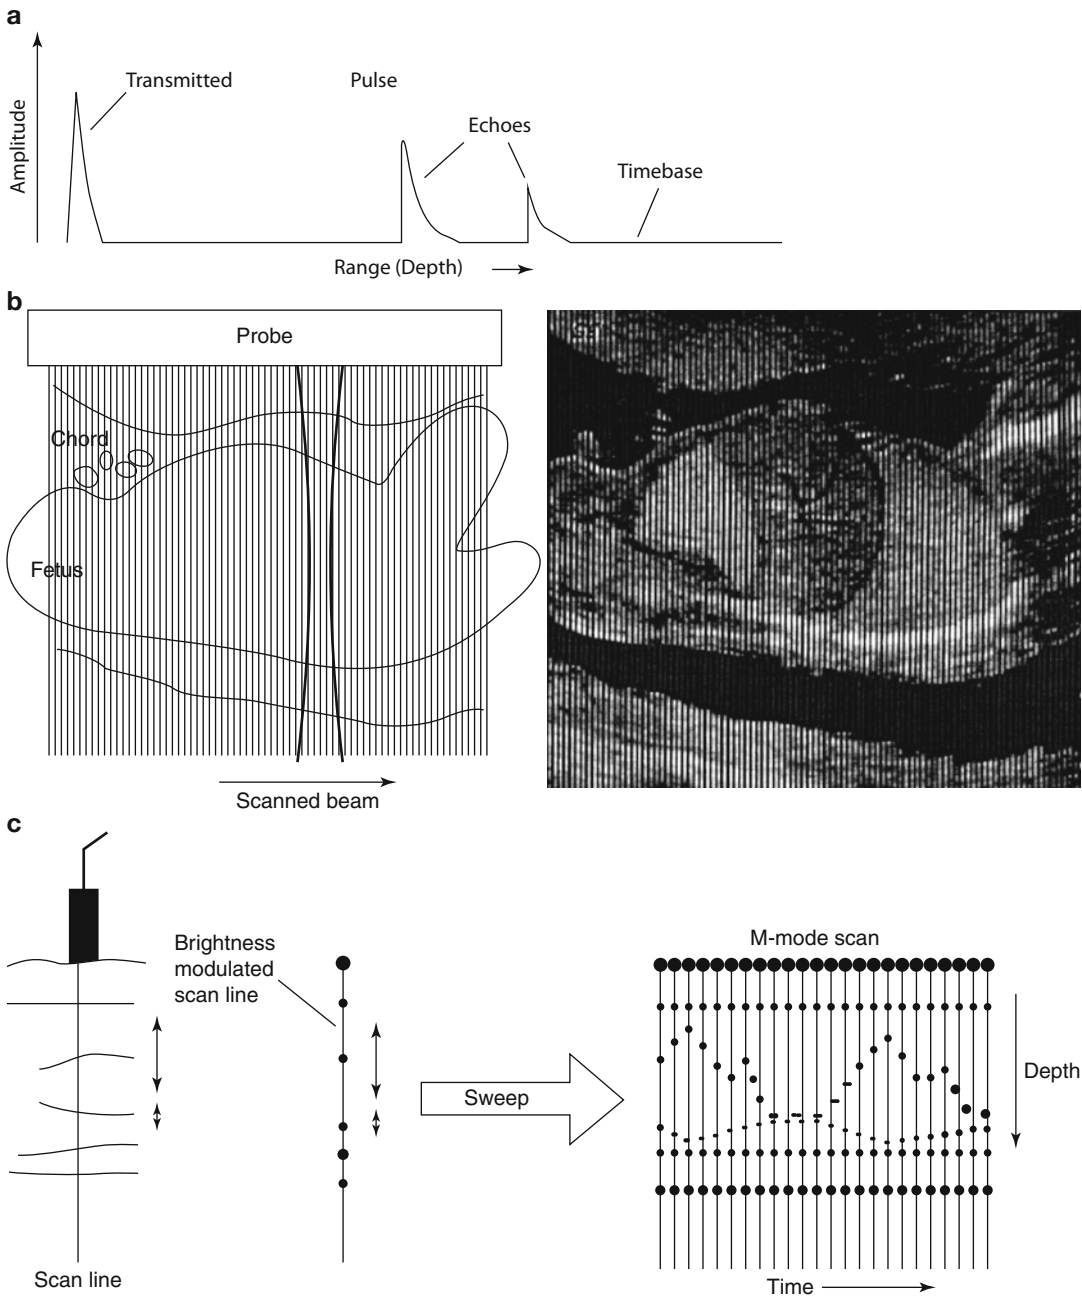 a
Amplitude
Transmitted
Pulse
Echoes
Timebase
Range (Depth)
b
Probe
Chord
Fetus
Scanned beam
c
Brightness
modulated
scan line
Scan line
Sweep
M-mode scan
Depth
Time